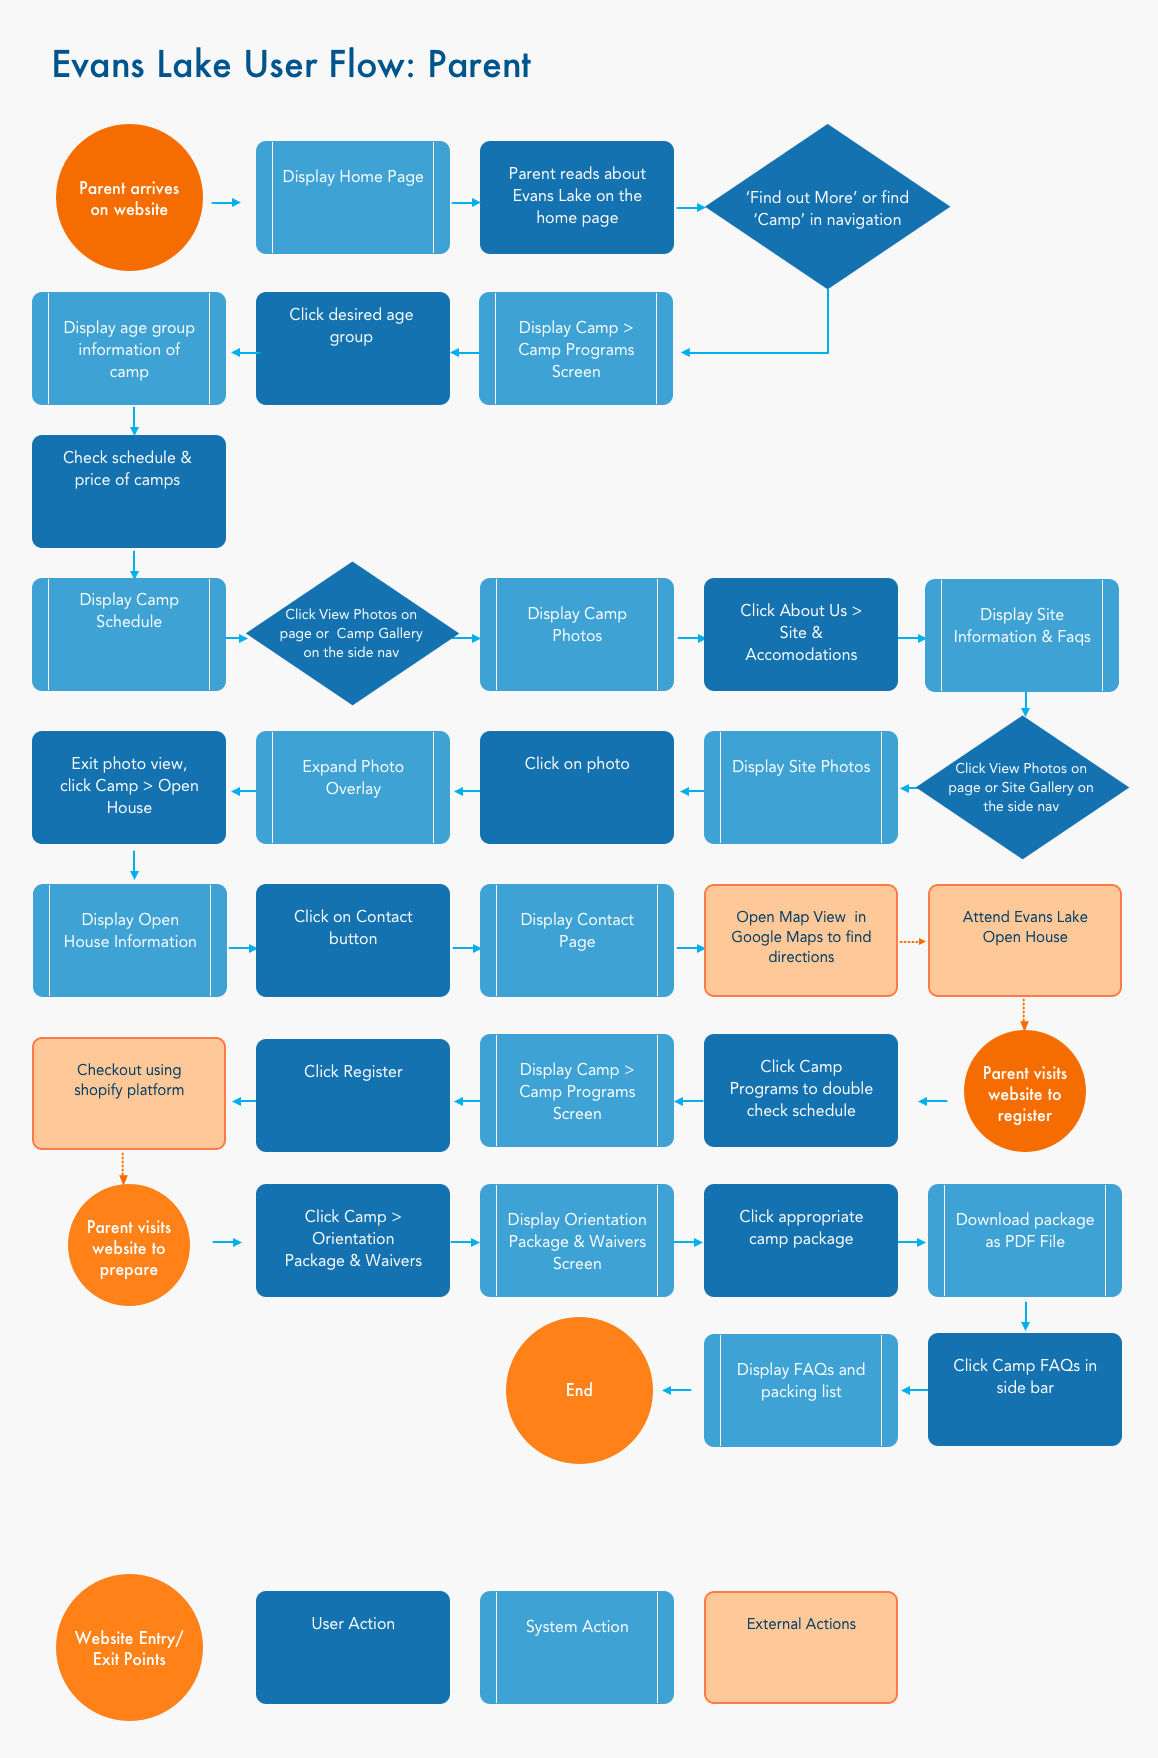 Evans Lake User Flow: Parent
Parent arrives
on website
Display Home Page
Parent reads about
Evans Lake on the
home page
‘Find out More’ or find
‘Camp’ in navigation
Display age group
information of
camp
Click desired age
group
Display Camp >
Camp Programs
Screen
Check schedule &
price of camps
Display Camp
Schedule
Click View Photos on
page or Camp Gallery
on the side nav
Display Camp
Photos
Click About Us >
Site &
Accomodations
Display Site
Information & Faqs
Exit photo view,
click Camp > Open
House
Expand Photo
Overlay
Click on photo
Display Site Photos
Click View Photos on
page or Site Gallery on
the side nav
Display Open
House Information
Click on Contact
button
Display Contact
Page
Open Map View in
Google Maps to find
directions
Attend Evans Lake
Open House
Checkout using
shopify platform
Click Register
Display Camp >
Camp Programs
Screen
Click Camp
Programs to double
check schedule
Parent visits
website to
register
Parent visits
website to
prepare
Click Camp >
Orientation
Package & Waivers
Display Orientation
Package & Waivers
Screen
Click appropriate
camp package
Download package
as PDF File
End
Display FAQs and
packing list
Click Camp FAQs in
side bar
Website Entry/
Exit Points
User Action
System Action
External Actions